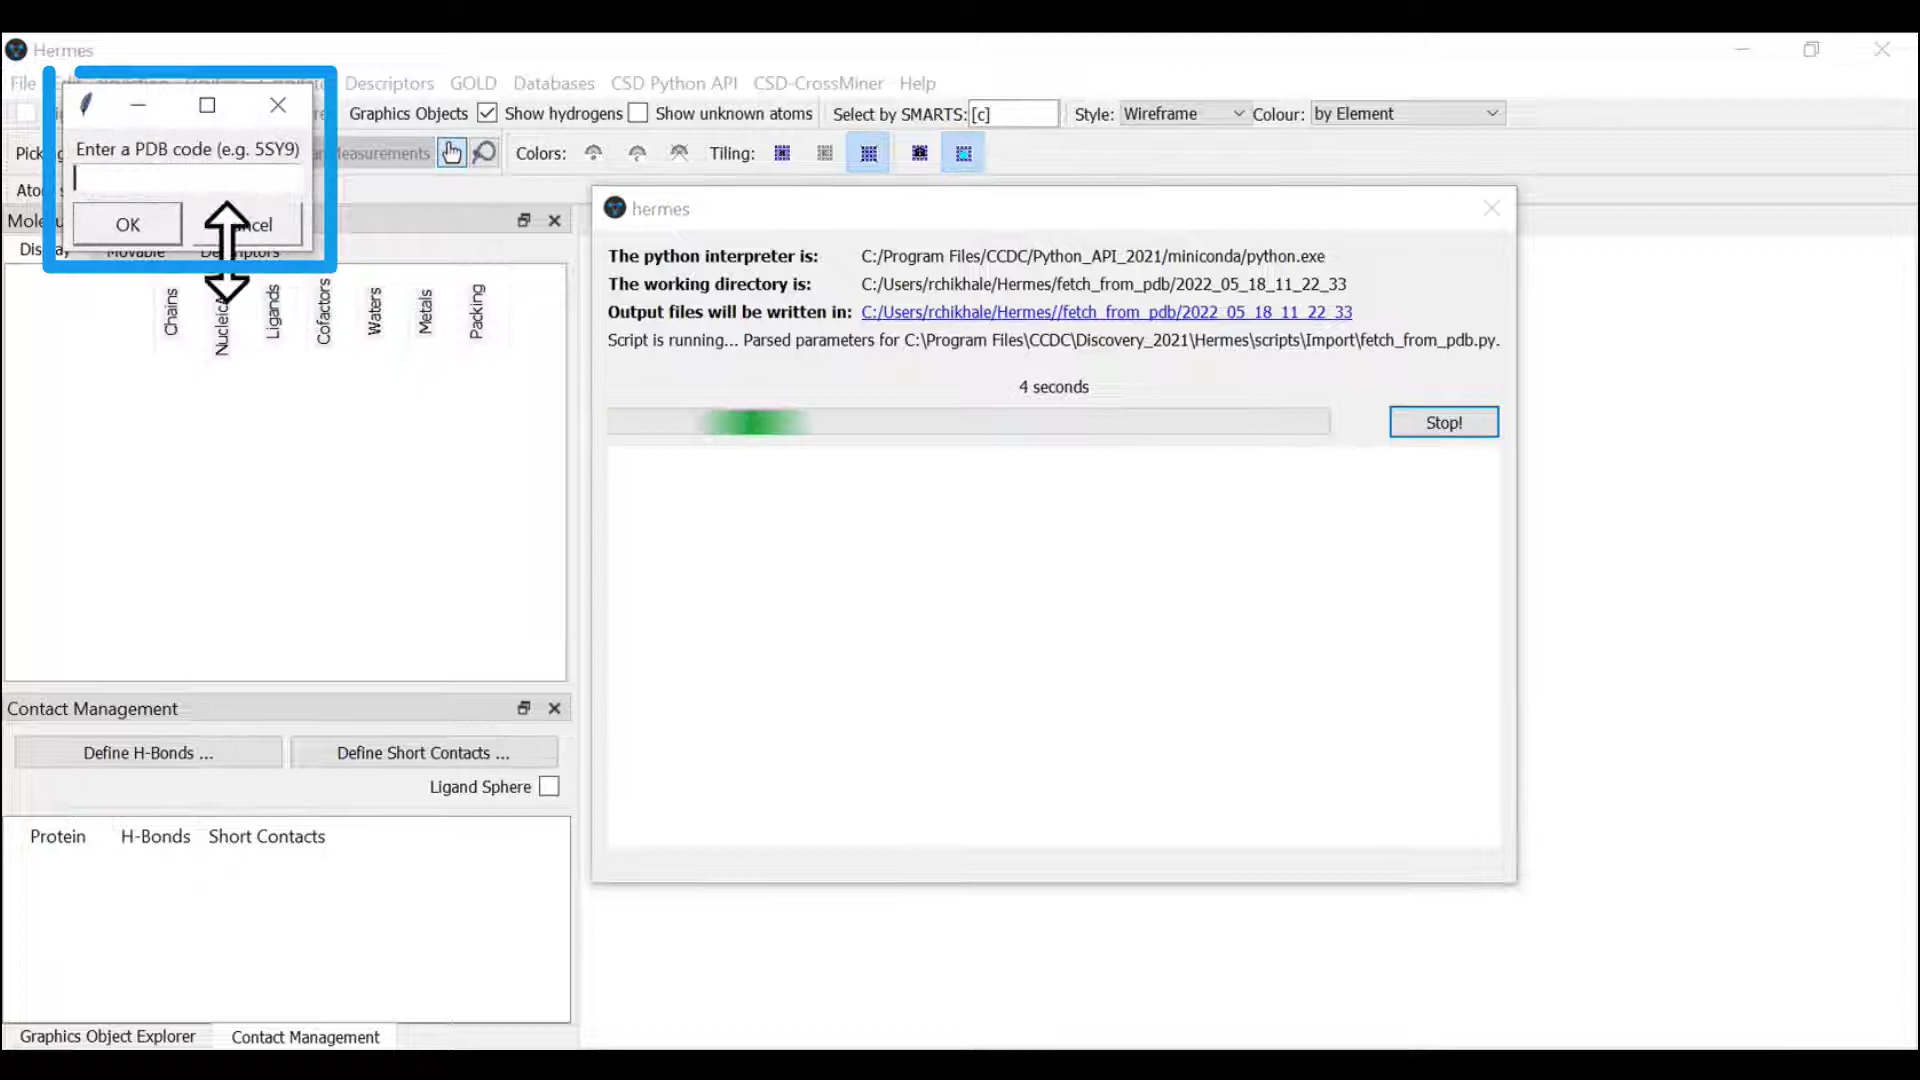 Hermes
File Descriptors GOLD Databases CSD Python API CSD-CrossMiner Help
Graphics Objects Show hydrogens Show unknown atoms Select by SMARTS: [c] Style: Wireframe Colour: by Element
Measurements Colors: Tiling:
Enter a PDB code (e.g. 5SY9)
OK
Movable Descriptors
Chains
Ligands
Cofactors
Waters
Metals
Packing
hermes
The python interpreter is: C:/Program Files/CCDC/Python_API_2021/miniconda/python.exe
The working directory is: C:/Users/rchikhale/Hermes/fetch_from_pdb/2022_05_18_11_22_33
Output files will be written in: C:/Users/rchikhale/Hermes//fetch_from_pdb/2022_05_18_11_22_33
Script is running... Parsed parameters for C:\Program Files\CCDC\Discovery_2021\Hermes\scripts\Import\fetch_from_pdb.py.
4 seconds
Stop!
Contact Management
Define H-Bonds ... Define Short Contacts ...
Ligand Sphere
Protein H-Bonds Short Contacts
Graphics Object Explorer Contact Management